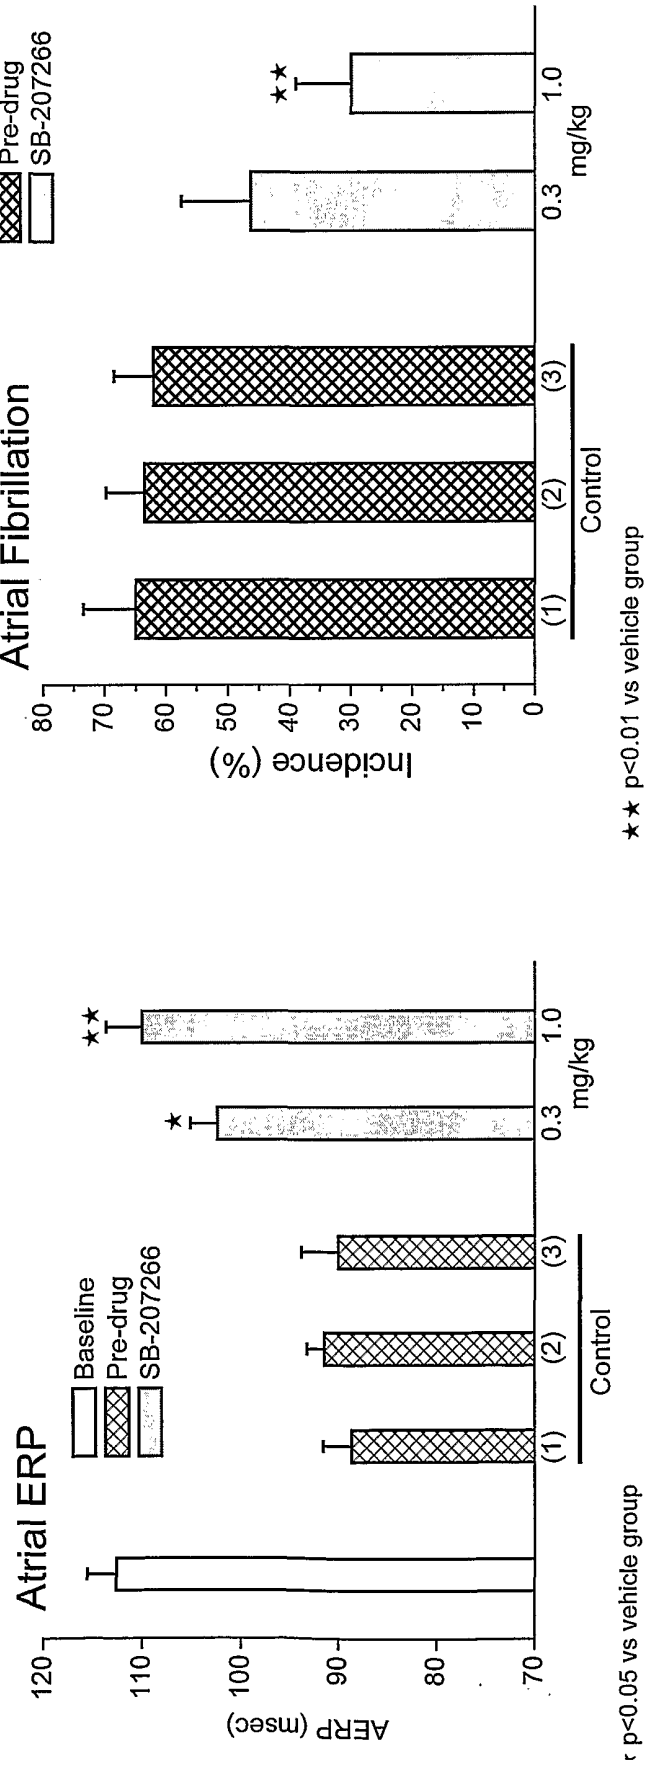 Atrial ERP
Baseline
Pre-drug
SB-207266
AERP (msec)
120
110
100
90
80
70
★
★★
(1)
(2)
(3)
0.3
1.0
Control
mg/kg
p<0.05 vs vehicle group
Atrial Fibrillation
Pre-drug
SB-207266
Incidence (%)
80
70
60
50
40
30
20
10
0
★★
(1)
(2)
(3)
0.3
1.0
Control
mg/kg
★★ p<0.01 vs vehicle group